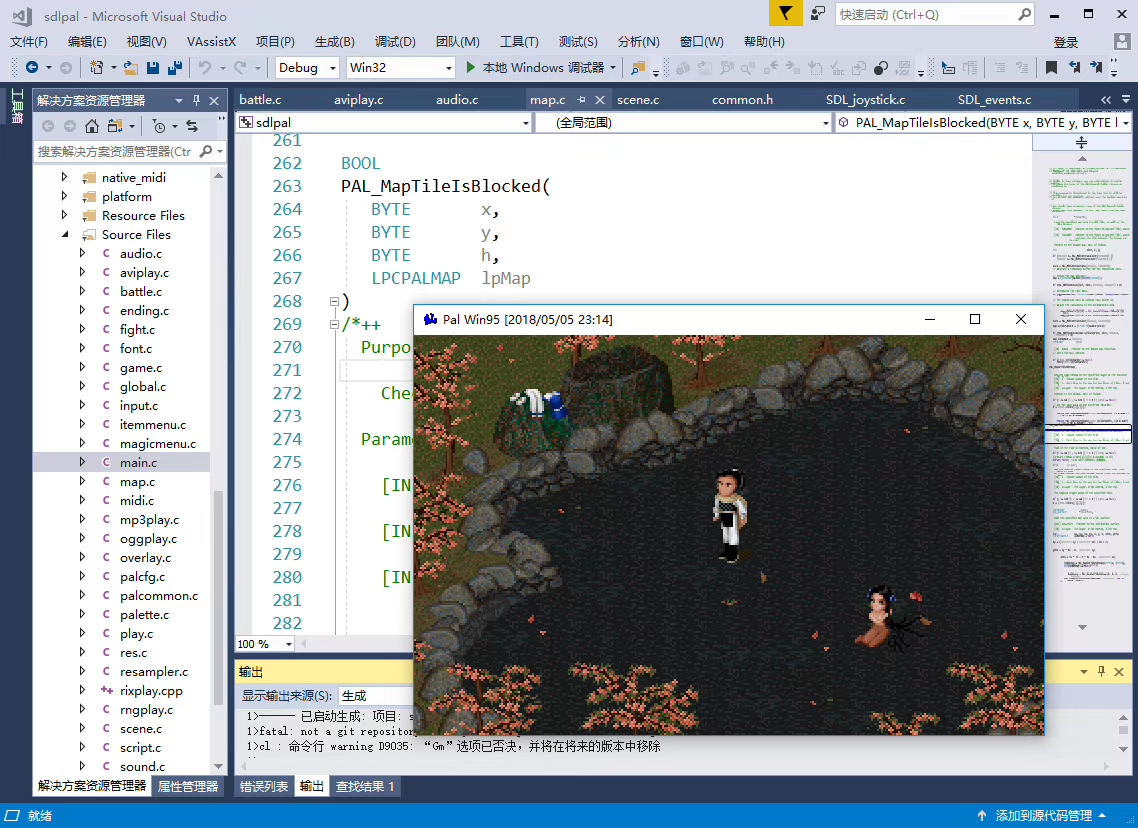 sdlpal - Microsoft Visual Studio
快速启动 (Ctrl+Q)
文件(F) 编辑(E) 视图(V) VAssistX 项目(P) 生成(B) 调试(D) 团队(M) 工具(T) 测试(S) 分析(N) 窗口(W) 帮助(H) 登录
Debug Win32 本地 Windows 调试器
工具箱
解决方案资源管理器
搜索解决方案资源管理器(Ctr
native_midi
platform
Resource Files
Source Files
audio.c
aviplay.c
battle.c
ending.c
fight.c
font.c
game.c
global.c
input.c
itemmenu.c
magicmenu.c
main.c
map.c
midi.c
mp3play.c
oggplay.c
overlay.c
palcfg.c
palcommon.c
palette.c
play.c
res.c
resampler.c
rixplay.cpp
rngplay.c
scene.c
script.c
sound.c
解决方案资源管理器 属性管理器
battle.c aviplay.c audio.c map.c scene.c common.h SDL_joystick.c SDL_events.c
sdlpal (全局范围) PAL_MapTileIsBlocked(BYTE x, BYTE y, BYTE l
261
262 BOOL
263 PAL_MapTileIsBlocked(
264 BYTE x,
265 BYTE y,
266 BYTE h,
267 LPCPALMAP lpMap
268 )
269 /*++
270 Purpo
271
272 Che
273
274 Param
275
276 [IN
277
278 [IN
279
280 [IN
281
282
100 %
Pal Win95 [2018/05/05 23:14]
输出
显示输出来源(S): 生成
1>—— 已启动生成: 项目: s
1>fatal: not a git repository
1>cl : 命令行 warning D9035: “Gm”选项已否决，并将在将来的版本中移除
错误列表 输出 查找结果 1
就绪 添加到源代码管理